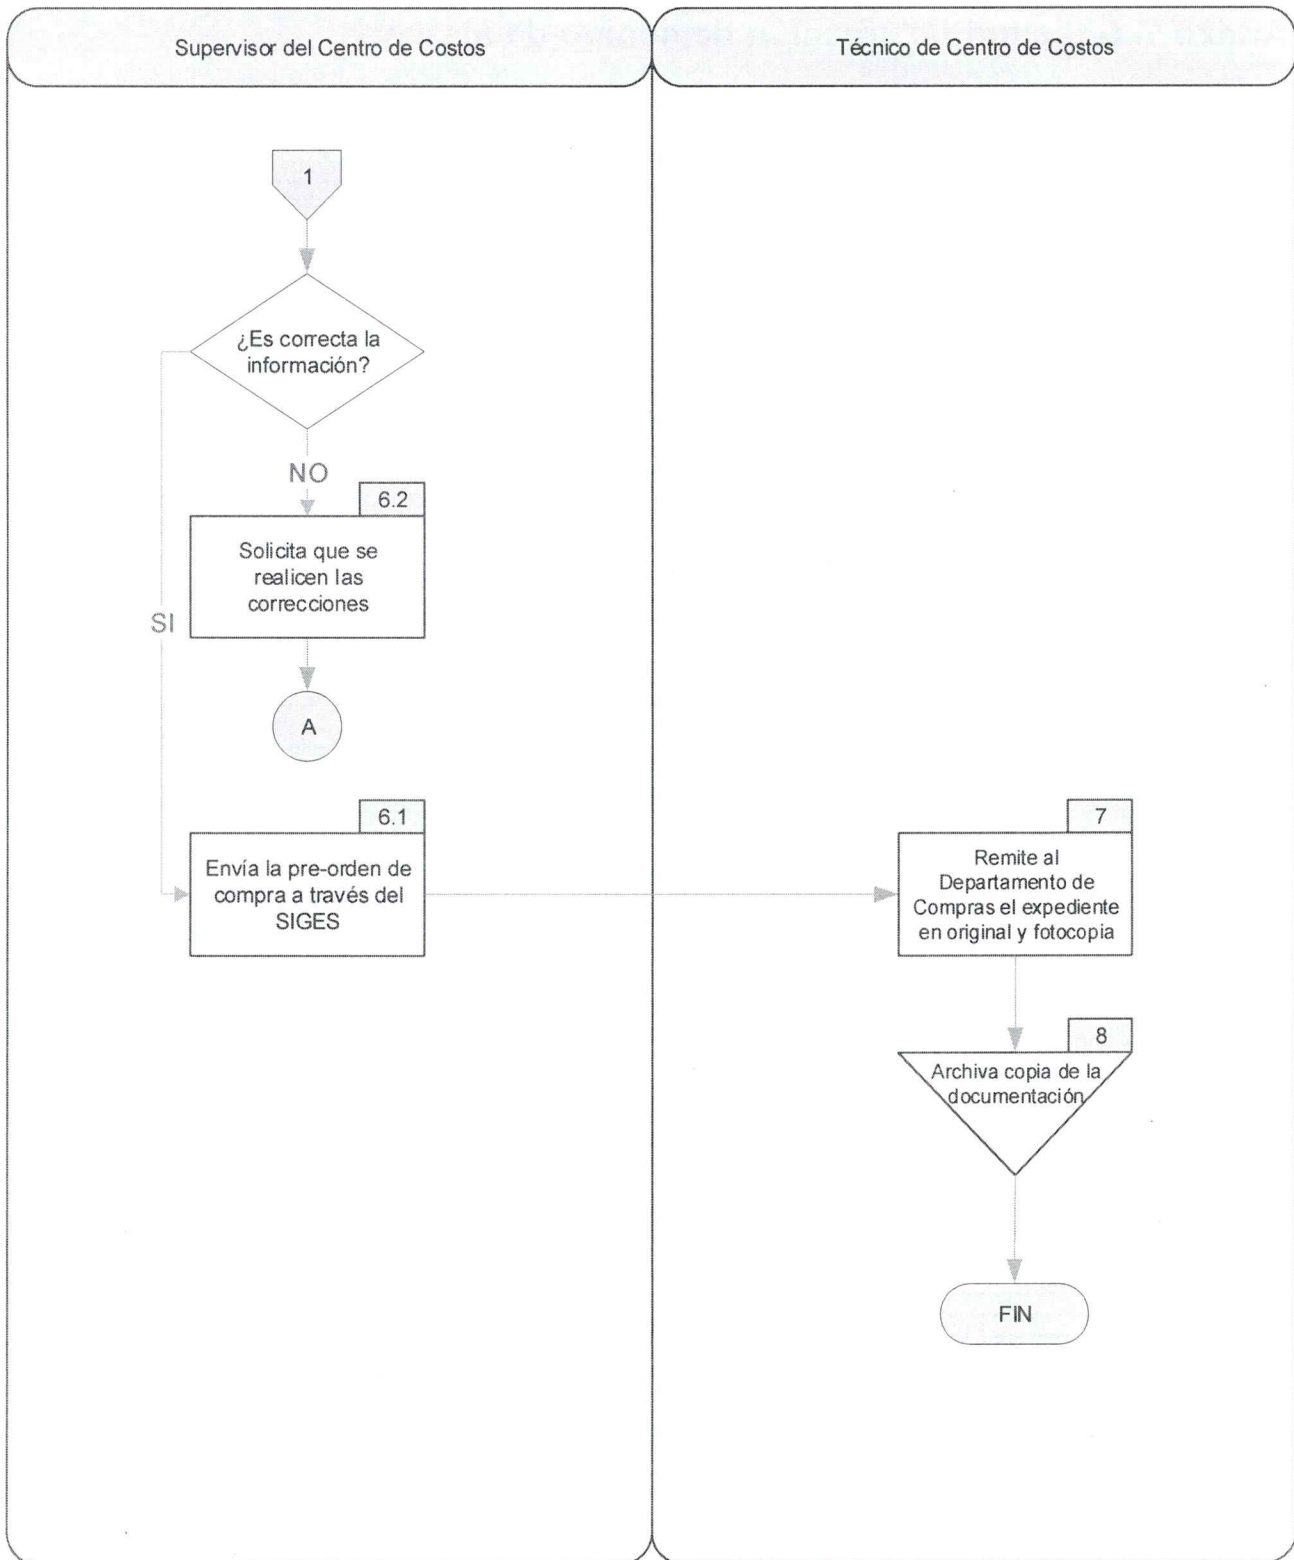 Supervisor del Centro de Costos
Técnico de Centro de Costos
1
¿Es correcta la
información?
NO
6.2
Solicita que se
realicen las
correcciones
SI
A
6.1
Envía la pre-orden de
compra a través del
SIGES
7
Remite al
Departamento de
Compras el expediente
en original y fotocopia
8
Archiva copia de la
documentación
FIN